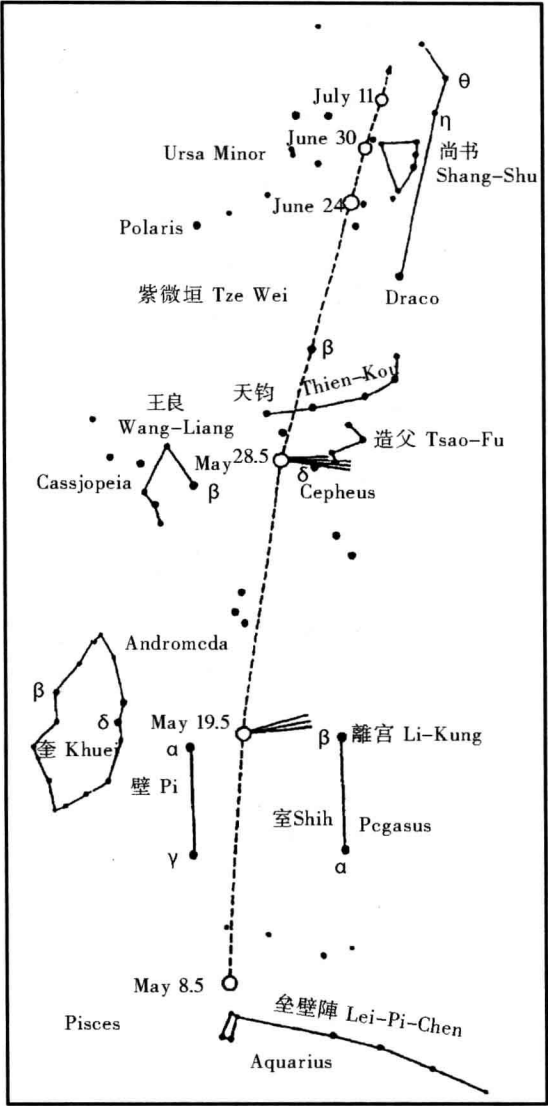 θ
July 11
η
June 30
Ursa Minor
尚书
Shang-Shu
June 24
Polaris
紫微垣 Tze Wei
Draco
β
Thien-Kou
天钧
王良
Wang-Liang
造父 Tsao-Fu
May 28.5
δ
Cassjopeia
β
Cepheus
Andromcda
β
δ
May 19.5
β
離宫 Li-Kung
奎 Khuei
α
壁 Pi
室Shih
Pcgasus
γ
α
May 8.5
垒壁陣 Lei-Pi-Chen
Pisces
Aquarius